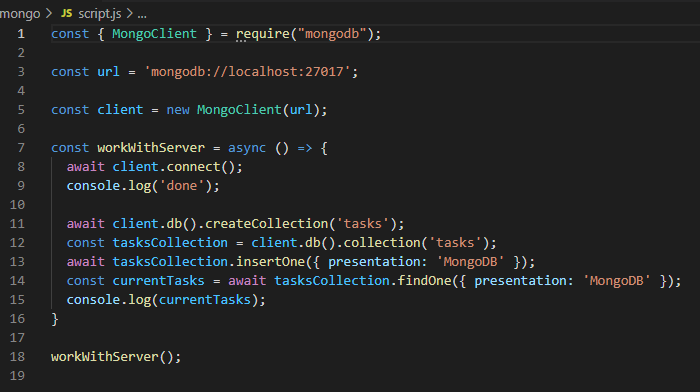 mongo > JS script.js > ...
1 const { MongoClient } = require("mongodb");
2
3 const url = 'mongodb://localhost:27017';
4
5 const client = new MongoClient(url);
6
7 const workWithServer = async () => {
8 await client.connect();
9 console.log('done');
10
11 await client.db().createCollection('tasks');
12 const tasksCollection = client.db().collection('tasks');
13 await tasksCollection.insertOne({ presentation: 'MongoDB' });
14 const currentTasks = await tasksCollection.findOne({ presentation: 'MongoDB' });
15 console.log(currentTasks);
16 }
17
18 workWithServer();
19